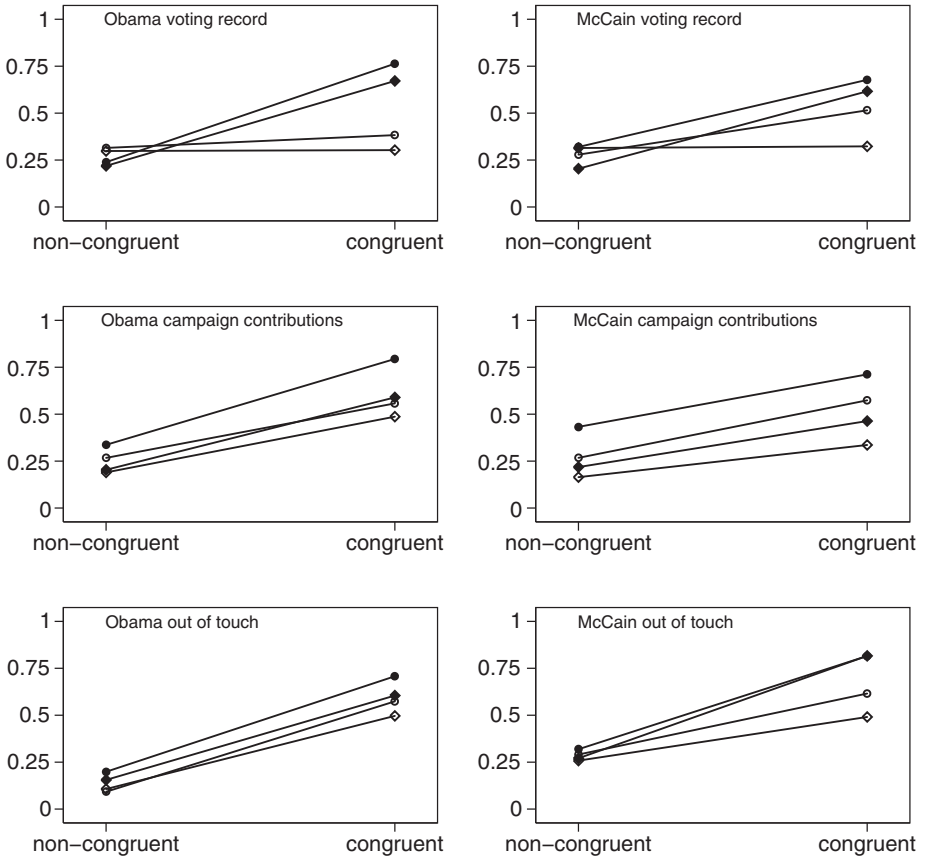 Obama voting record
1
0.75
0.5
0.25
0
non−congruent congruent
McCain voting record
1
0.75
0.5
0.25
0
non−congruent congruent
Obama campaign contributions
1
0.75
0.5
0.25
0
non−congruent congruent
McCain campaign contributions
1
0.75
0.5
0.25
0
non−congruent congruent
Obama out of touch
1
0.75
0.5
0.25
0
non−congruent congruent
McCain out of touch
1
0.75
0.5
0.25
0
non−congruent congruent